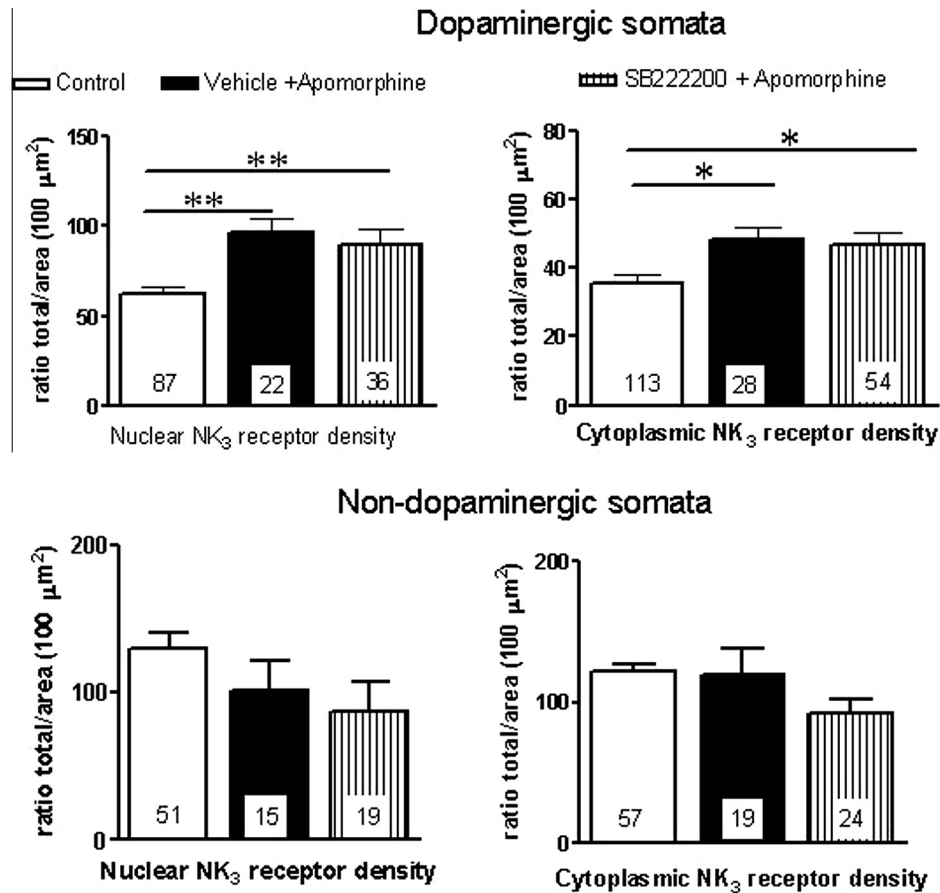 Dopaminergic somata
Control
Vehicle +Apomorphine
SB222200 + Apomorphine
ratio total/area (100 μm²)
150
100
50
0
**
**
87
22
36
Nuclear NK₃ receptor density
ratio total/area (100 μm²)
80
60
40
20
0
*
*
113
28
54
Cytoplasmic NK₃ receptor density
Non-dopaminergic somata
ratio total/area (100 μm²)
200
100
0
51
15
19
Nuclear NK₃ receptor density
ratio total/area (100 μm²)
200
100
0
57
19
24
Cytoplasmic NK₃ receptor density